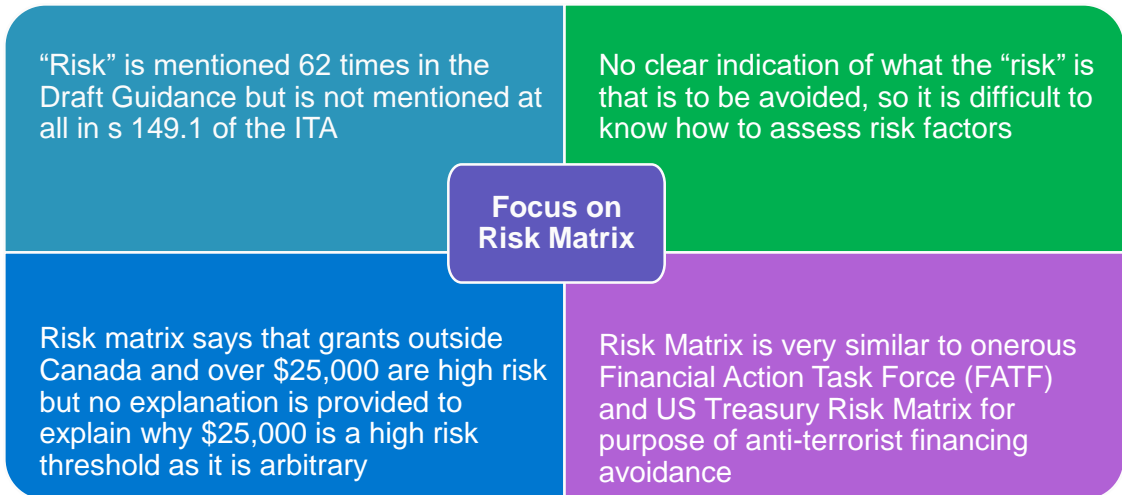 “Risk” is mentioned 62 times in the
Draft Guidance but is not mentioned at
all in s 149.1 of the ITA
No clear indication of what the “risk” is
that is to be avoided, so it is difficult to
know how to assess risk factors
Focus on
Risk Matrix
Risk matrix says that grants outside
Canada and over $25,000 are high risk
but no explanation is provided to
explain why $25,000 is a high risk
threshold as it is arbitrary
Risk Matrix is very similar to onerous
Financial Action Task Force (FATF)
and US Treasury Risk Matrix for
purpose of anti-terrorist financing
avoidance